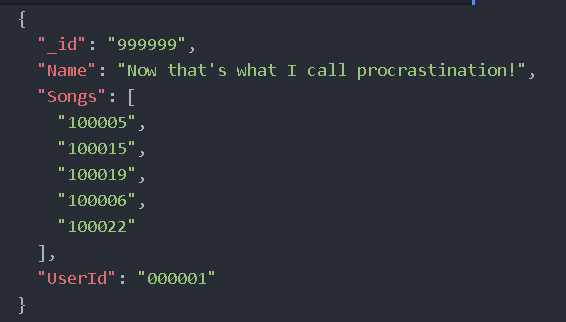 {
  "_id": "999999",
  "Name": "Now that's what I call procrastination!",
  "Songs": [
    "100005",
    "100015",
    "100019",
    "100006",
    "100022"
  ],
  "UserId": "000001"
}